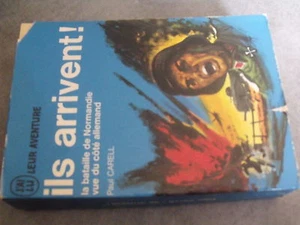 ils arrivent!
la bataille de Normandie
vue du côté allemand
Paul CARELL
J'AI
LU
LEUR AVENTURE